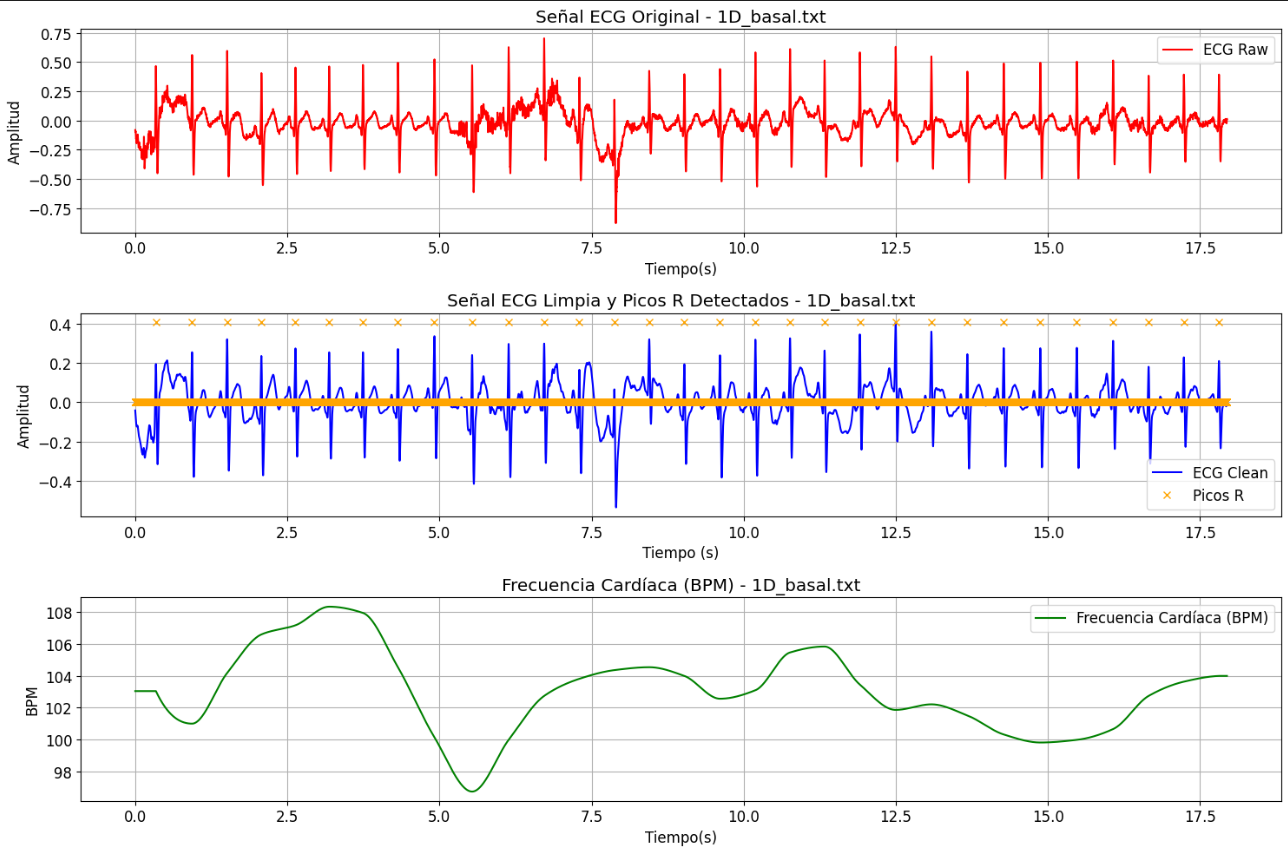 Señal ECG Original - 1D_basal.txt
0.75
0.50
0.25
0.00
−0.25
−0.50
−0.75
Amplitud
ECG Raw
0.0 2.5 5.0 7.5 10.0 12.5 15.0 17.5
Tiempo(s)
Señal ECG Limpia y Picos R Detectados - 1D_basal.txt
0.4
0.2
0.0
−0.2
−0.4
Amplitud
ECG Clean
Picos R
0.0 2.5 5.0 7.5 10.0 12.5 15.0 17.5
Tiempo (s)
Frecuencia Cardíaca (BPM) - 1D_basal.txt
108
106
104
102
100
98
BPM
Frecuencia Cardíaca (BPM)
0.0 2.5 5.0 7.5 10.0 12.5 15.0 17.5
Tiempo(s)